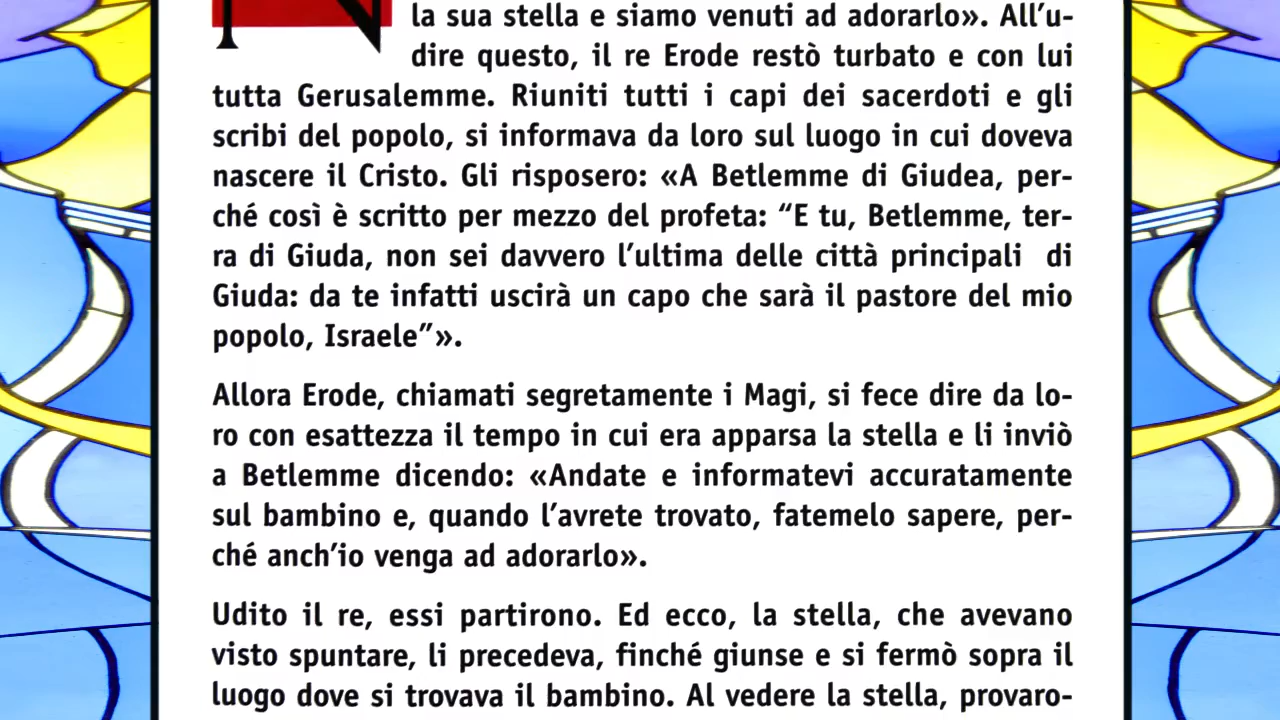 la sua stella e siamo venuti ad adorarlo». All’u-
dire questo, il re Erode restò turbato e con lui
tutta Gerusalemme. Riuniti tutti i capi dei sacerdoti e gli
scribi del popolo, si informava da loro sul luogo in cui doveva
nascere il Cristo. Gli risposero: «A Betlemme di Giudea, per-
ché così è scritto per mezzo del profeta: “E tu, Betlemme, ter-
ra di Giuda, non sei davvero l’ultima delle città principali di
Giuda: da te infatti uscirà un capo che sarà il pastore del mio
popolo, Israele”».
Allora Erode, chiamati segretamente i Magi, si fece dire da lo-
ro con esattezza il tempo in cui era apparsa la stella e li inviò
a Betlemme dicendo: «Andate e informatevi accuratamente
sul bambino e, quando l’avrete trovato, fatemelo sapere, per-
ché anch’io venga ad adorarlo».
Udito il re, essi partirono. Ed ecco, la stella, che avevano
visto spuntare, li precedeva, finché giunse e si fermò sopra il
luogo dove si trovava il bambino. Al vedere la stella, provaro-